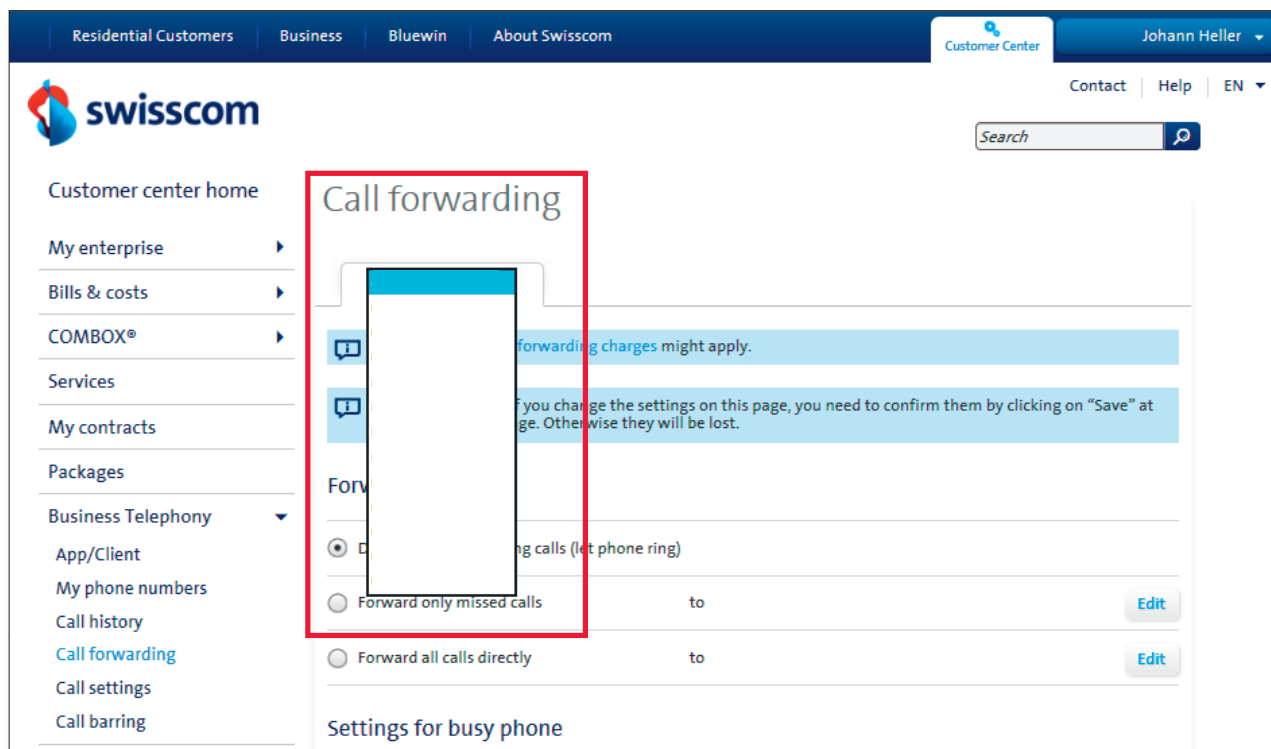 Residential Customers Business Bluewin About Swisscom Customer Center Johann Heller
Contact Help EN
swisscom
Search
Customer center home
My enterprise
Bills & costs
COMBOX®
Services
My contracts
Packages
Business Telephony
App/Client
My phone numbers
Call history
Call forwarding
Call settings
Call barring
Call forwarding
forwarding charges might apply.
you change the settings on this page, you need to confirm them by clicking on “Save” at
Otherwise they will be lost.
calls (let phone ring)
Forward only missed calls to Edit
Forward all calls directly to Edit
Settings for busy phone